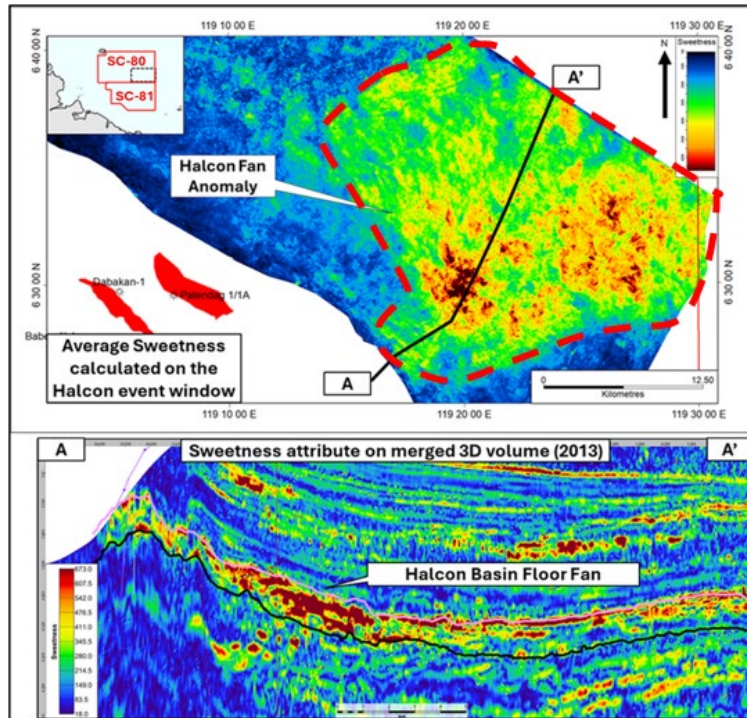 119 10 00 E
119 20 00 E
119 30 00 E
6 40 00 N
6 40 00 N
SC-80
SC-81
N
Sweetness
A'
Halcon Fan
Anomaly
Dabakan-1
Palendag 1/1A
6 30 00 N
6 30 00 N
Average Sweetness
calculated on the
Halcon event window
A
0
12.50
Kilometres
119 10 00 E
119 20 00 E
119 30 00 E
A
Sweetness attribute on merged 3D volume (2013)
A'
Halcon Basin Floor Fan
Sweetness
673.0
607.5
542.0
476.5
411.0
345.5
280.0
214.5
149.0
83.5
18.0